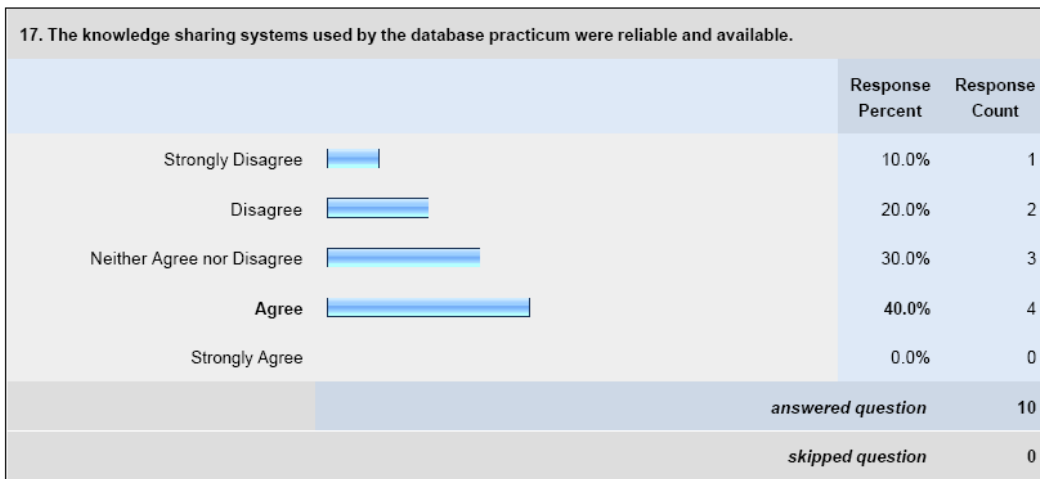 17. The knowledge sharing systems used by the database practicum were reliable and available.
Response Percent Response Count
Strongly Disagree 10.0% 1
Disagree 20.0% 2
Neither Agree nor Disagree 30.0% 3
Agree 40.0% 4
Strongly Agree 0.0% 0
answered question 10
skipped question 0